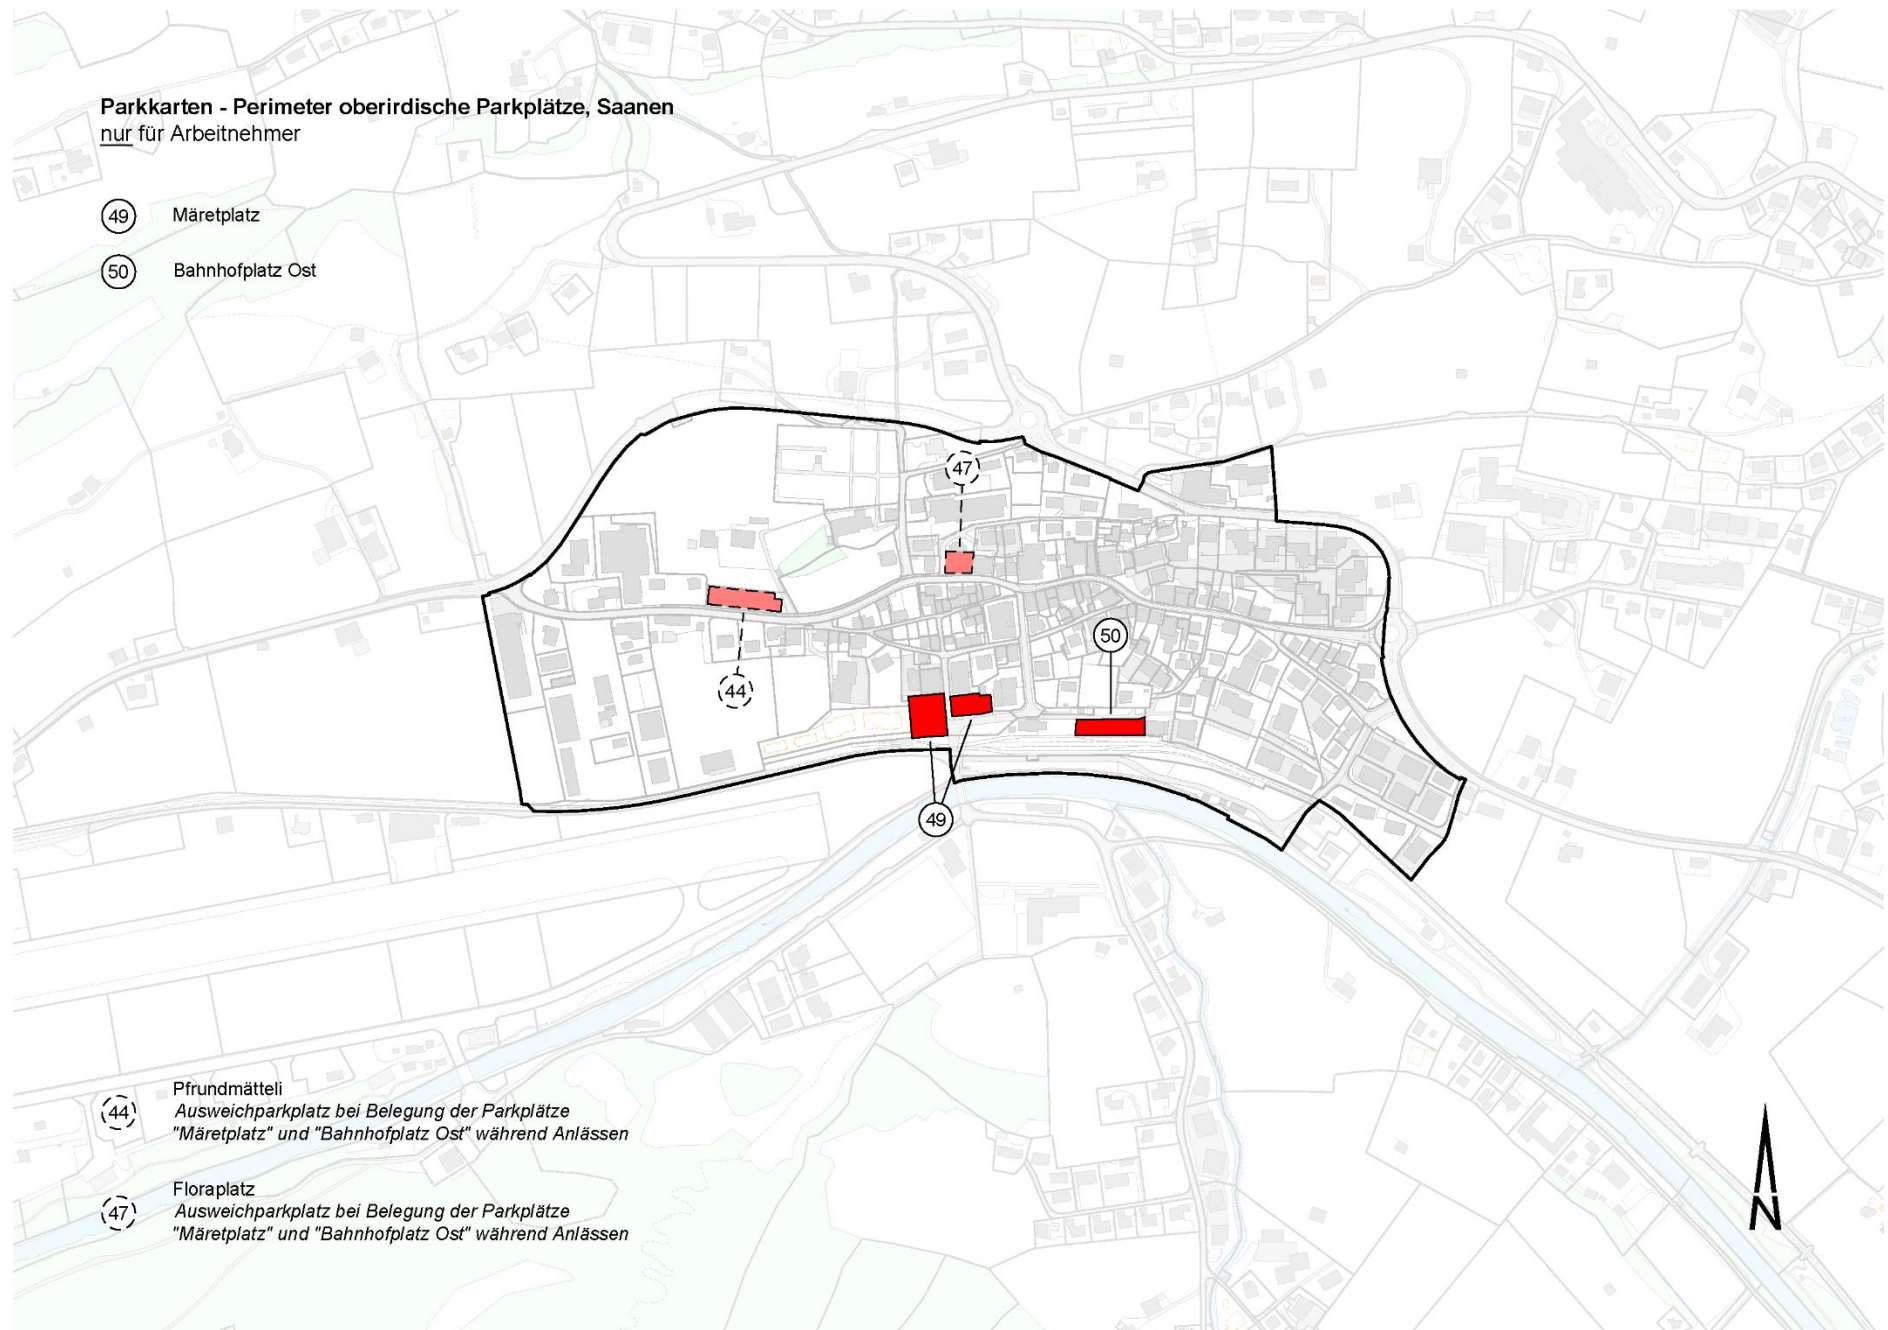 Parkkarten - Perimeter oberirdische Parkplätze, Saanen
nur für Arbeitnehmer
49 Märetplatz
50 Bahnhofplatz Ost
47
50
44
49
44 Pfrundmätteli
Ausweichparkplatz bei Belegung der Parkplätze
"Märetplatz" und "Bahnhofplatz Ost" während Anlässen
47 Floraplatz
Ausweichparkplatz bei Belegung der Parkplätze
"Märetplatz" und "Bahnhofplatz Ost" während Anlässen
N